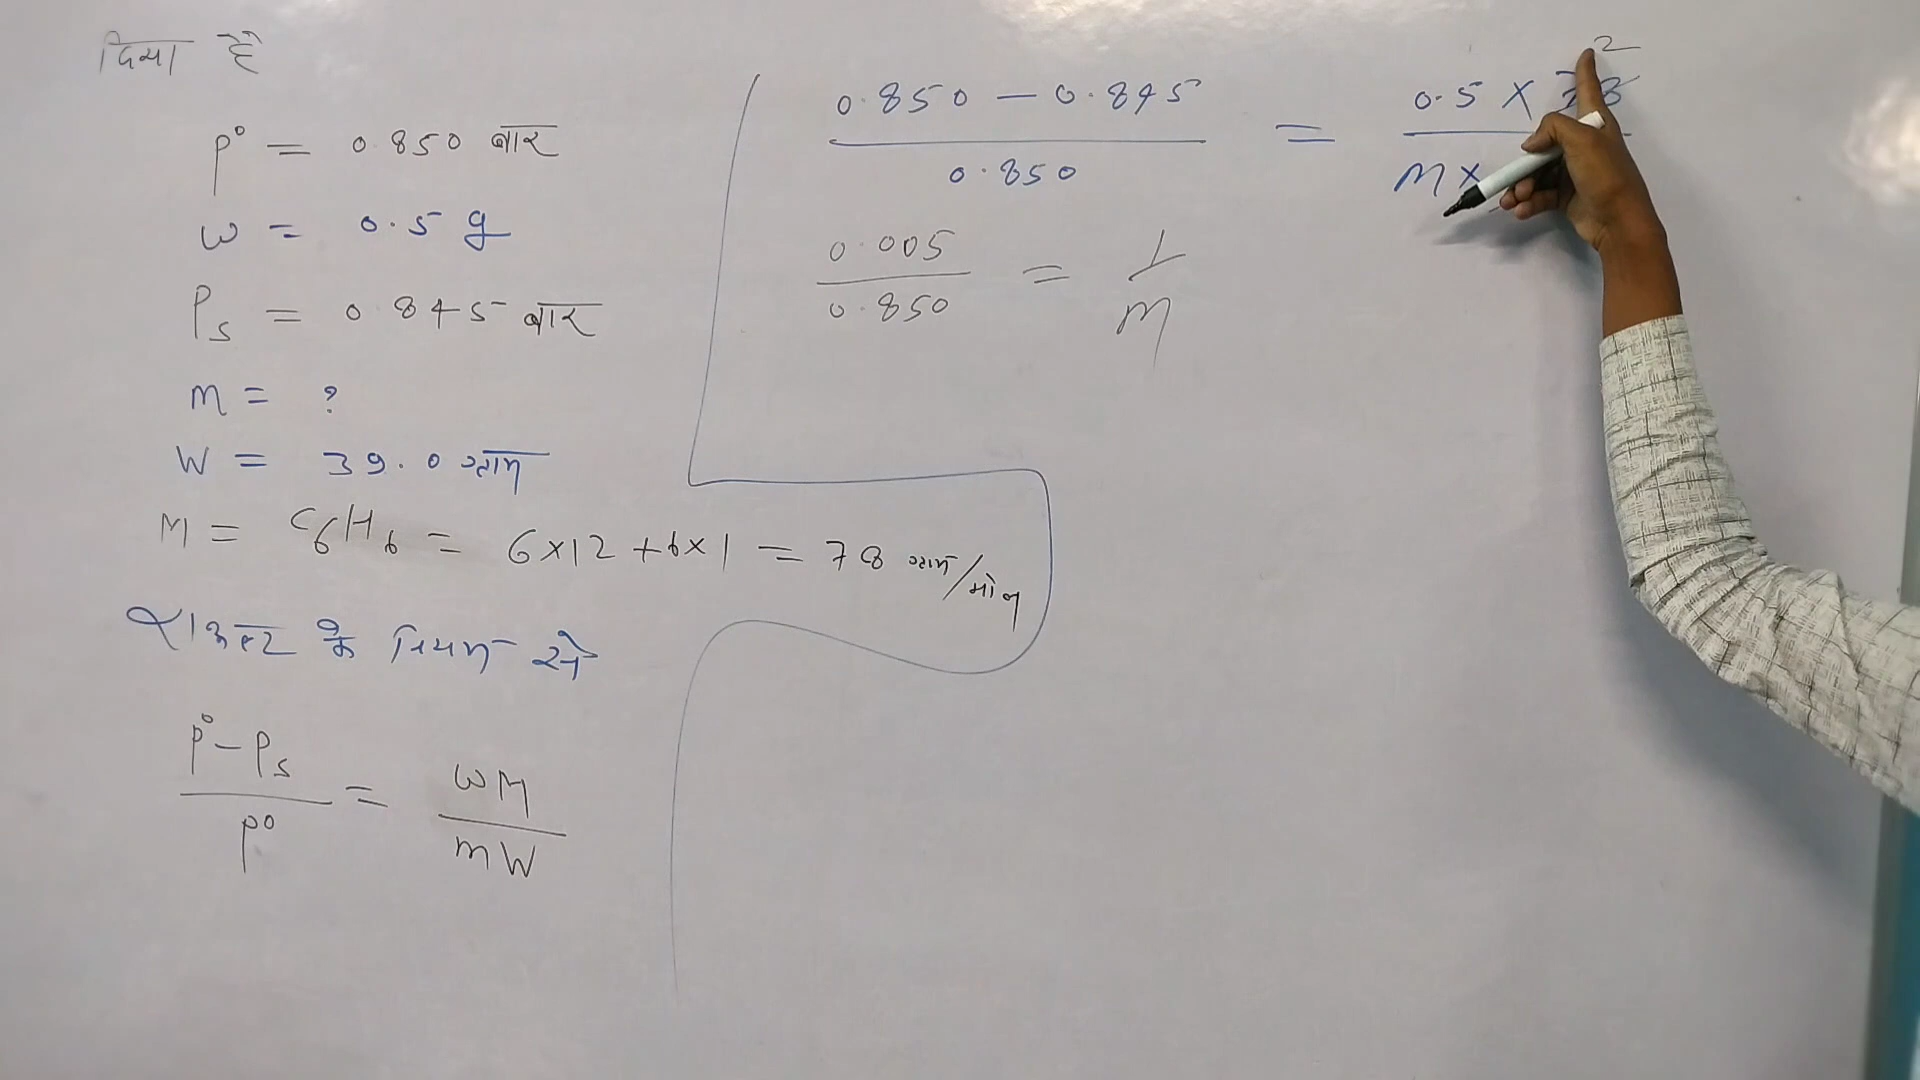 दिया है
P° = 0.850 बार
w = 0.5 g
Ps = 0.845 बार
m = ?
W = 39.0 ग्राम
M = C6H6 = 6×12+6×1 = 78 ग्राम/मोल
राउल्ट के नियम से
P°-Ps / P° = wM / mW
0.850 - 0.845 / 0.850 = 0.5 × 78 2 / m×
0.005 / 0.850 = 1 / m